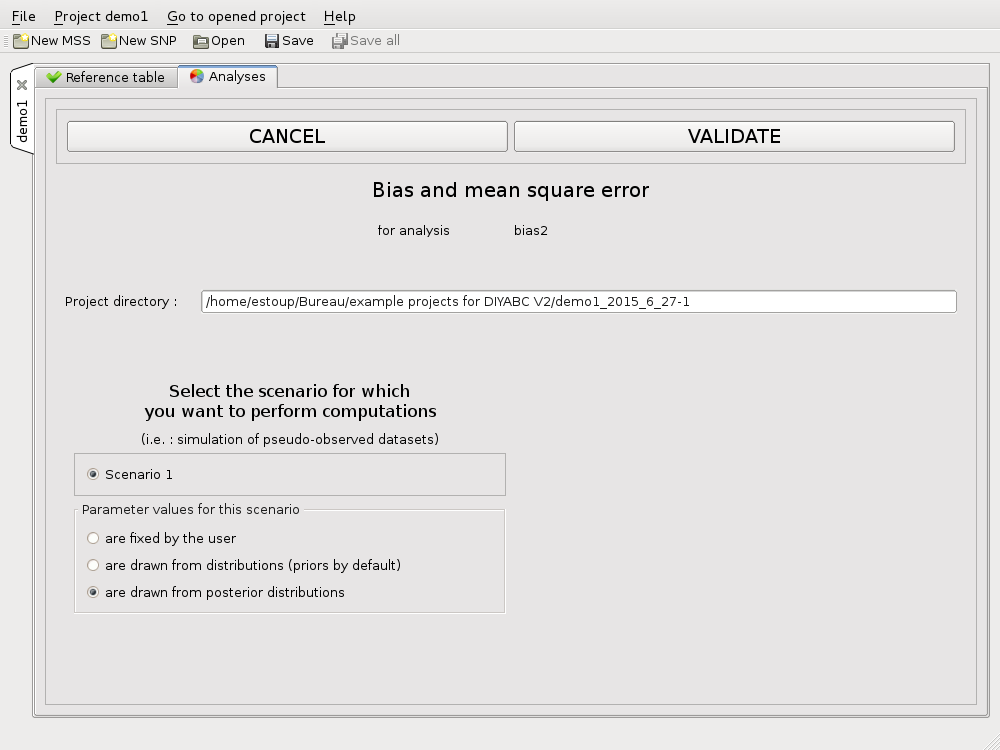 File Project demo1 Go to opened project Help
New MSS New SNP Open Save Save all
demo1
Reference table Analyses
CANCEL VALIDATE
Bias and mean square error
for analysis bias2
Project directory : /home/estoup/Bureau/example projects for DIYABC V2/demo1_2015_6_27-1
Select the scenario for which
you want to perform computations
(i.e. : simulation of pseudo-observed datasets)
Scenario 1
Parameter values for this scenario
are fixed by the user
are drawn from distributions (priors by default)
are drawn from posterior distributions